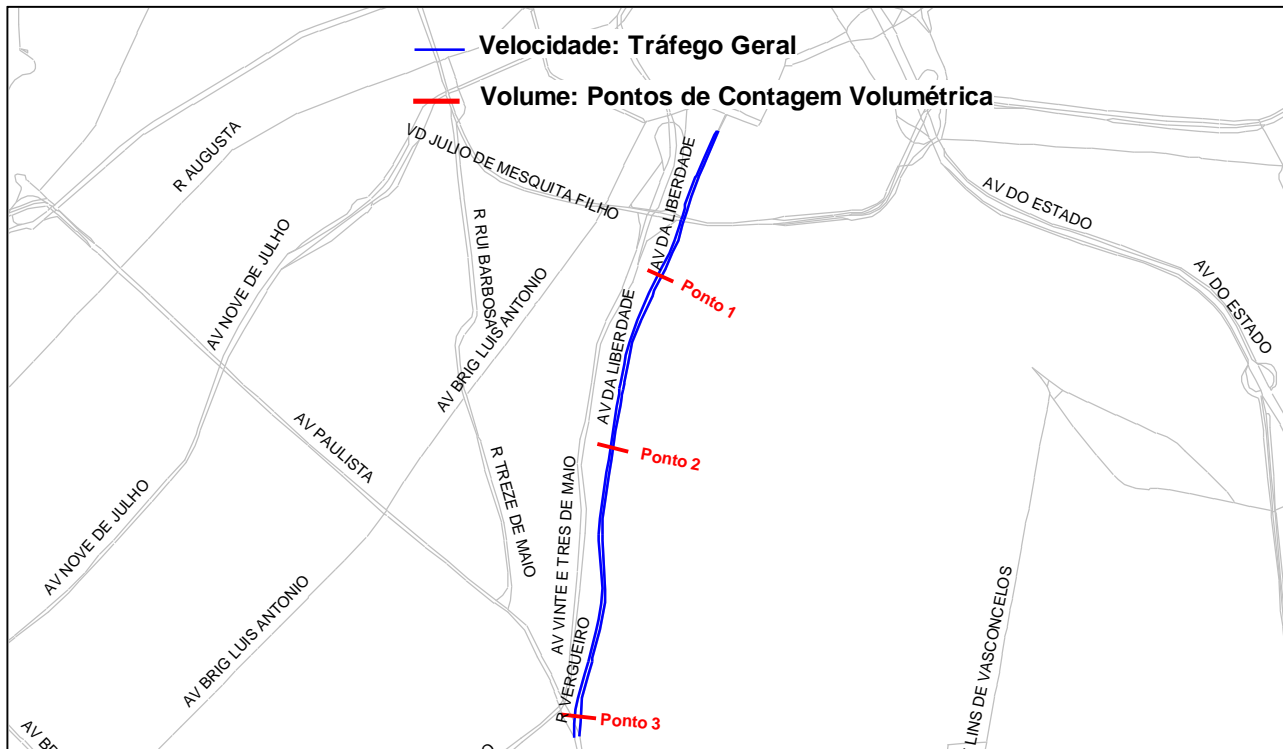 Velocidade: Tráfego Geral
Volume: Pontos de Contagem Volumétrica
R AUGUSTA
VD JULIO DE MESQUITA FILHO
AV DA LIBERDADE
AV DO ESTADO
R RUI BARBOSA
AV NOVE DE JULHO
AV DO ESTADO
Ponto 1
AV BRIG LUIS ANTONIO
AV DA LIBERDADE
AV PAULISTA
R TREZE DE MAIO
Ponto 2
AV NOVE DE JULHO
AV VINTE E TRES DE MAIO
AV BRIG LUIS ANTONIO
R VERGUEIRO
LINS DE VASCONCELOS
Ponto 3
AV